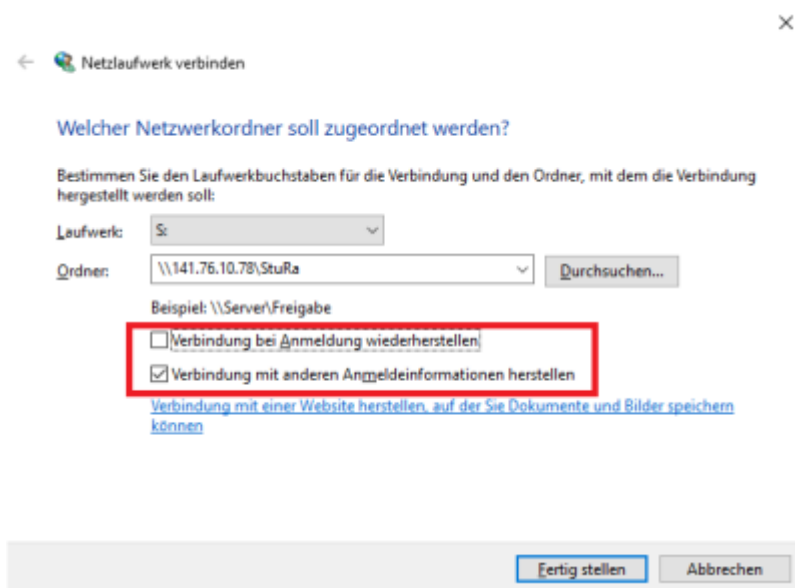 Netzlaufwerk verbinden
Welcher Netzwerkordner soll zugeordnet werden?
Bestimmen Sie den Laufwerkbuchstaben für die Verbindung und den Ordner, mit dem die Verbindung
hergestellt werden soll:
Laufwerk: S:
Ordner: \\141.76.10.78\StuRa Durchsuchen...
Beispiel: \\Server\Freigabe
Verbindung bei Anmeldung wiederherstellen
Verbindung mit anderen Anmeldeinformationen herstellen
Verbindung mit einer Website herstellen, auf der Sie Dokumente und Bilder speichern
können
Fertig stellen Abbrechen